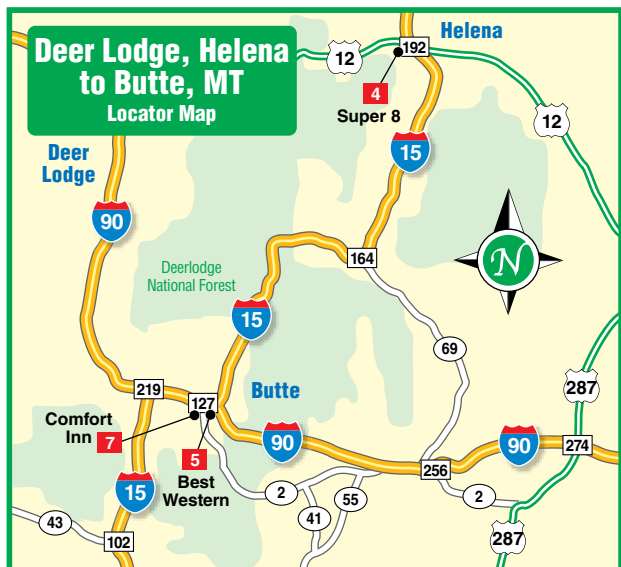 Deer Lodge, Helena
to Butte, MT
Locator Map
Helena
192
12
4
Super 8
12
15
Deer
Lodge
90
N
164
Deerlodge
National Forest
15
69
287
219
127
Butte
Comfort
Inn
7
5
Best
Western
90
90
274
256
15
2
2
55
41
43
102
287